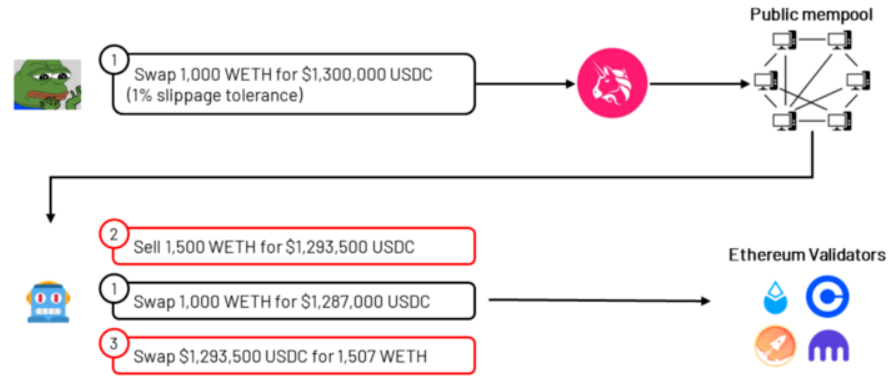 Public mempool
1
Swap 1,000 WETH for $1,300,000 USDC
(1% slippage tolerance)
2
Sell 1,500 WETH for $1,293,500 USDC
Ethereum Validators
1
Swap 1,000 WETH for $1,287,000 USDC
3
Swap $1,293,500 USDC for 1,507 WETH